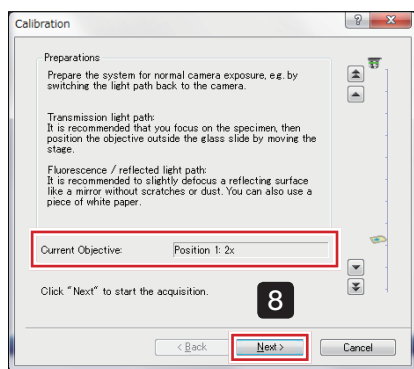 Calibration
Preparations
Prepare the system for normal camera exposure, e.g. by
switching the light path back to the camera.
Transmission light path:
It is recommended that you focus on the specimen, then
position the objective outside the glass slide by moving the
stage.
Fluorescence / reflected light path:
It is recommended to slightly defocus a reflecting surface
like a mirror without scratches or dust. You can also use a
piece of white paper.
Current Objective: Position 1: 2x
Click "Next" to start the acquisition.
8
< Back Next > Cancel